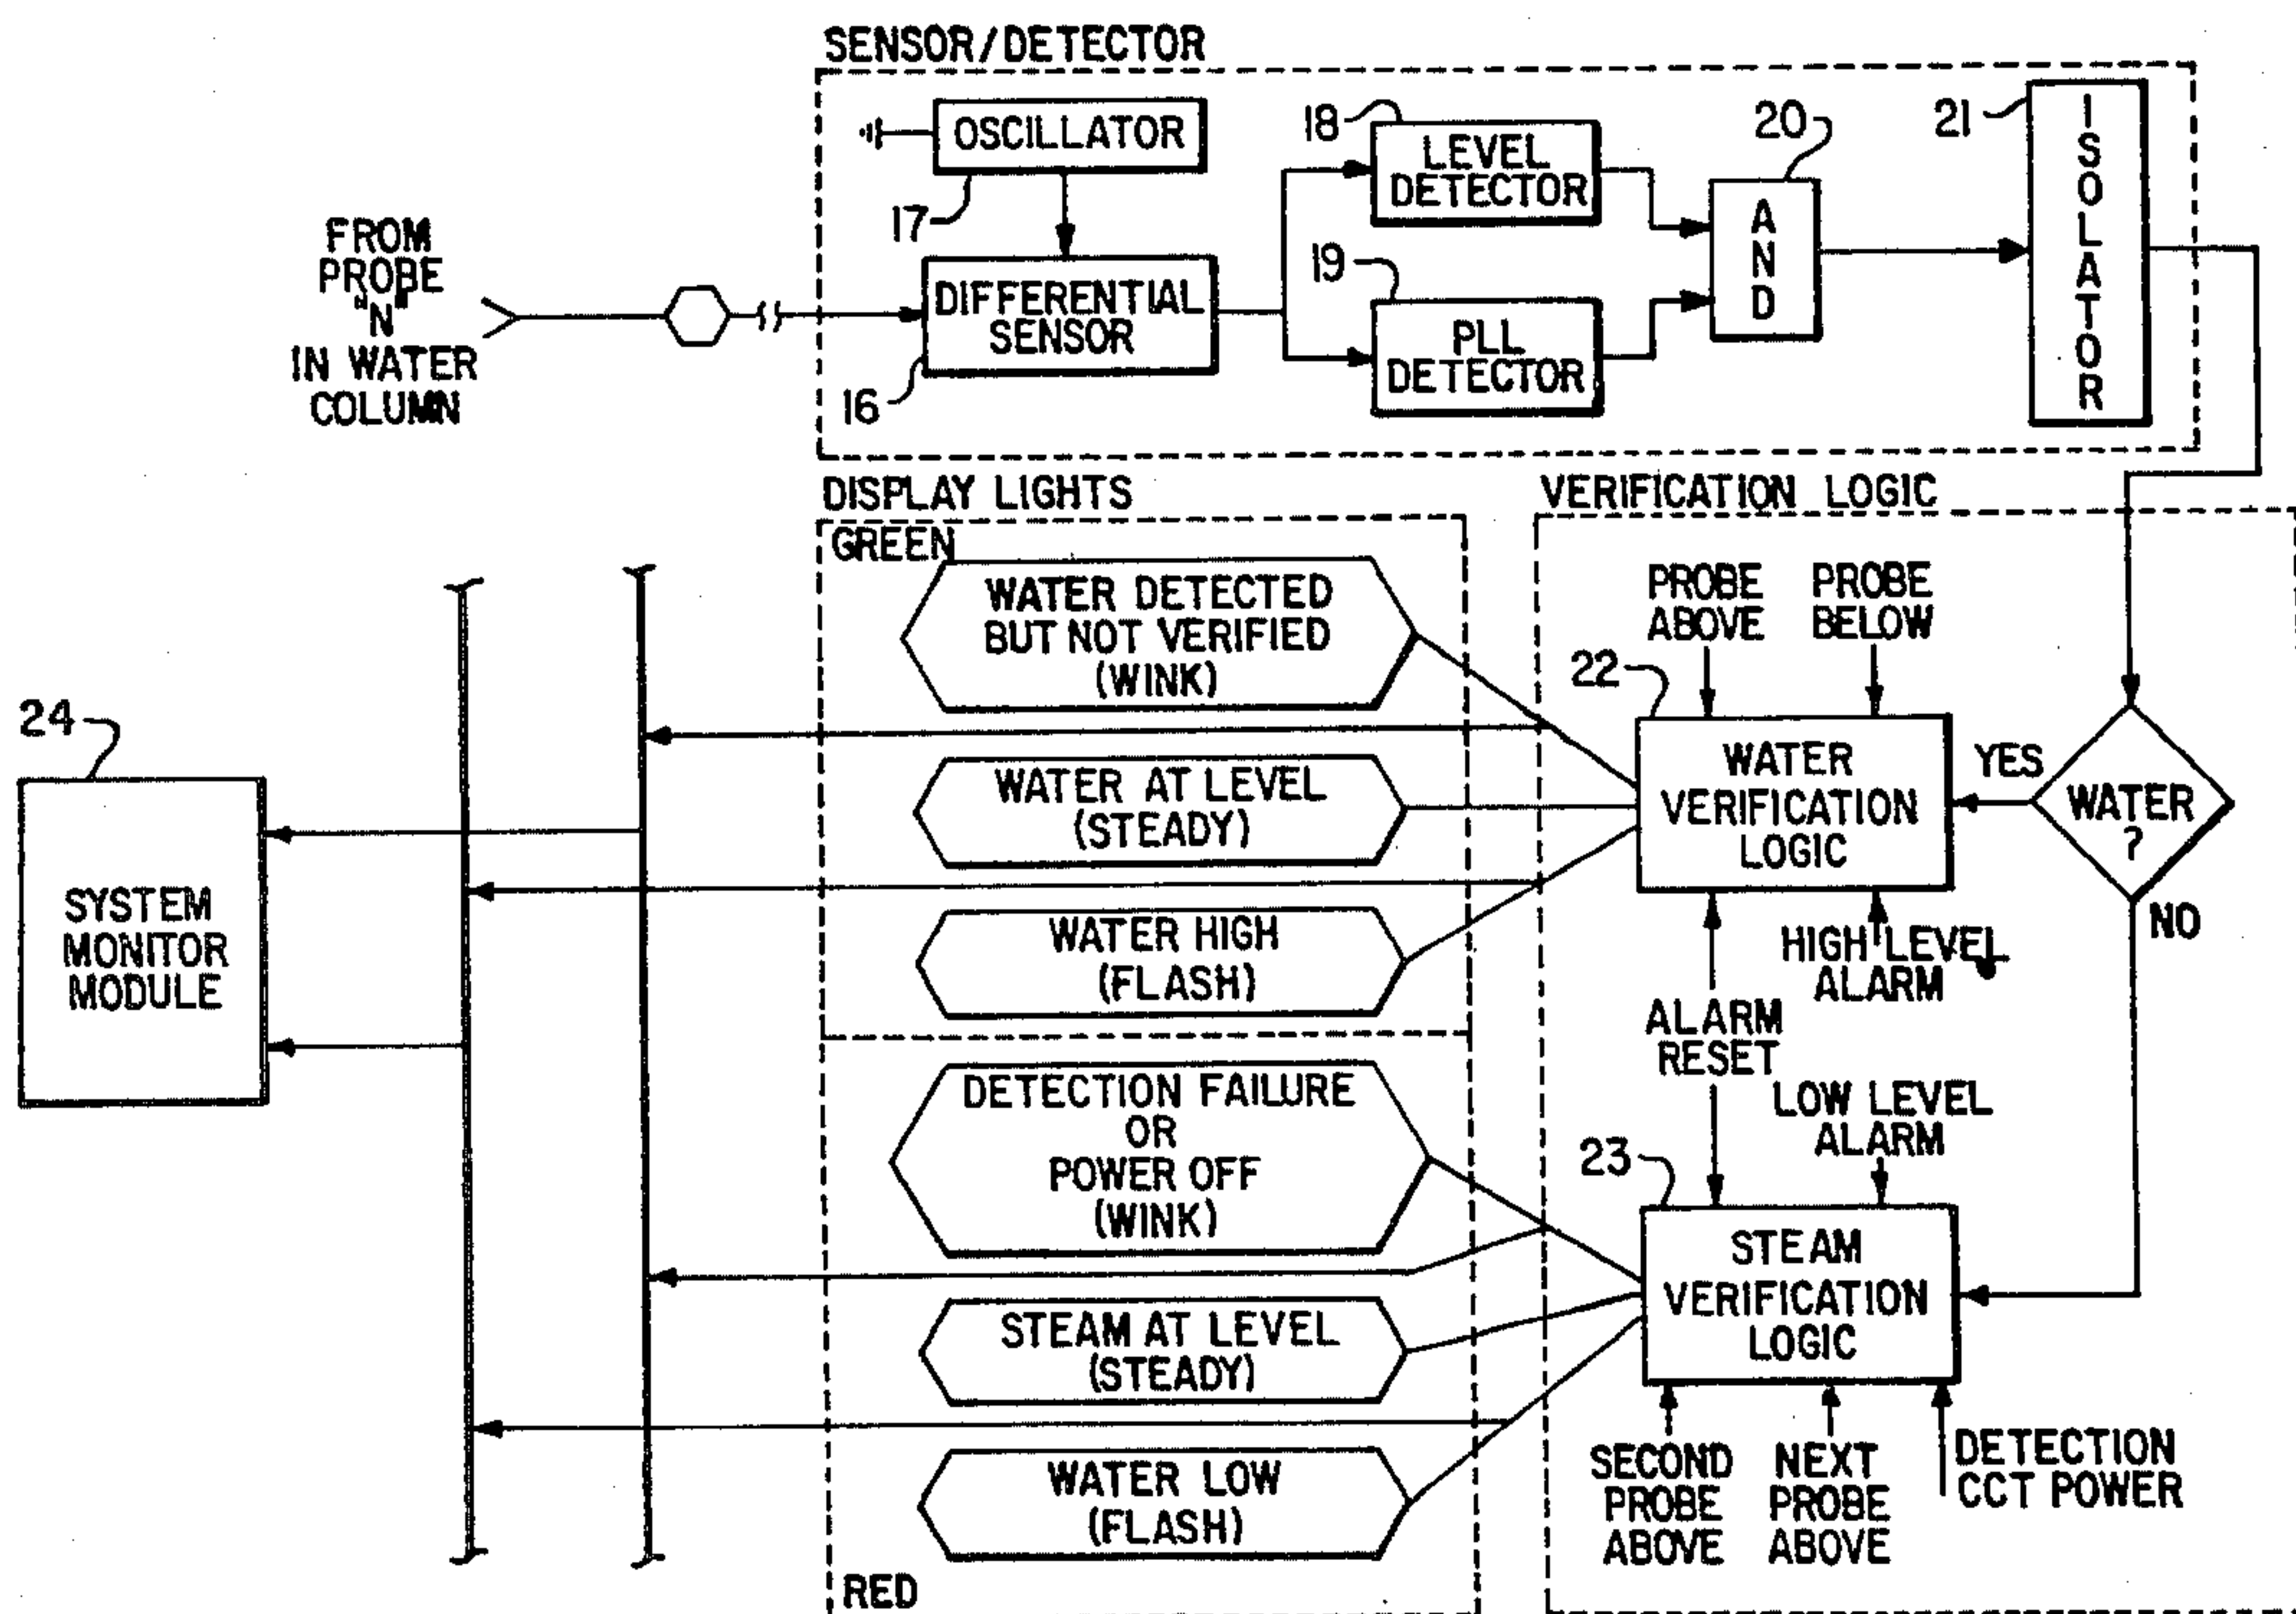 SENSOR/DETECTOR
OSCILLATOR
17
18
LEVEL
DETECTOR
20
AND
21
ISOLATOR
FROM
PROBE
"N"
IN WATER
COLUMN
DIFFERENTIAL
SENSOR
16
19
PLL
DETECTOR
DISPLAY LIGHTS
GREEN
WATER DETECTED
BUT NOT VERIFIED
(WINK)
WATER AT LEVEL
(STEADY)
WATER HIGH
(FLASH)
DETECTION FAILURE
OR
POWER OFF
(WINK)
STEAM AT LEVEL
(STEADY)
WATER LOW
(FLASH)
RED
VERIFICATION LOGIC
PROBE
ABOVE
PROBE
BELOW
22
WATER
VERIFICATION
LOGIC
YES
WATER
?
NO
HIGH LEVEL
ALARM
ALARM
RESET
LOW LEVEL
ALARM
23
STEAM
VERIFICATION
LOGIC
SECOND
PROBE
ABOVE
NEXT
PROBE
ABOVE
DETECTION
CCT POWER
24
SYSTEM
MONITOR
MODULE